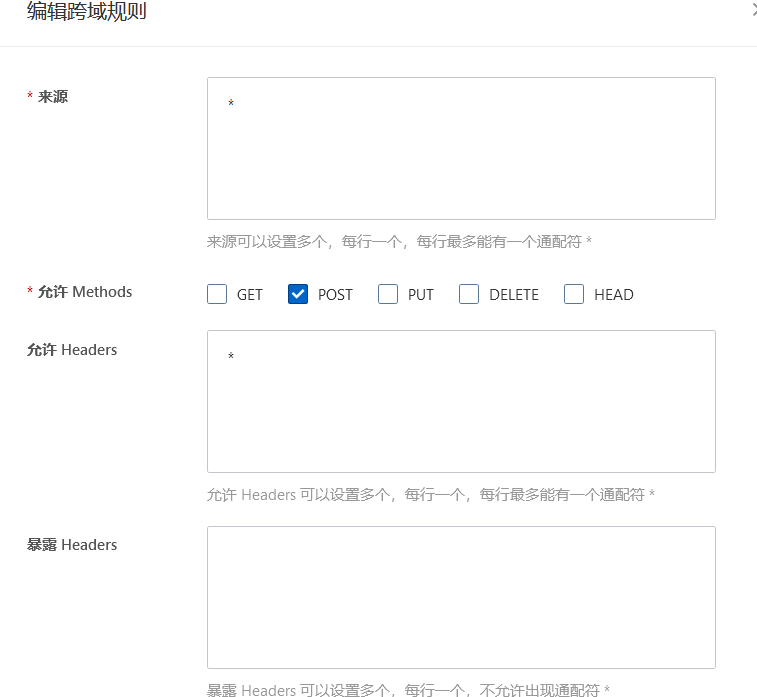 编辑跨域规则
* 来源
*
来源可以设置多个，每行一个，每行最多能有一个通配符 *
* 允许 Methods
GET POST PUT DELETE HEAD
允许 Headers
*
允许 Headers 可以设置多个，每行一个，每行最多能有一个通配符 *
暴露 Headers
暴露 Headers 可以设置多个，每行一个，不允许出现通配符 *